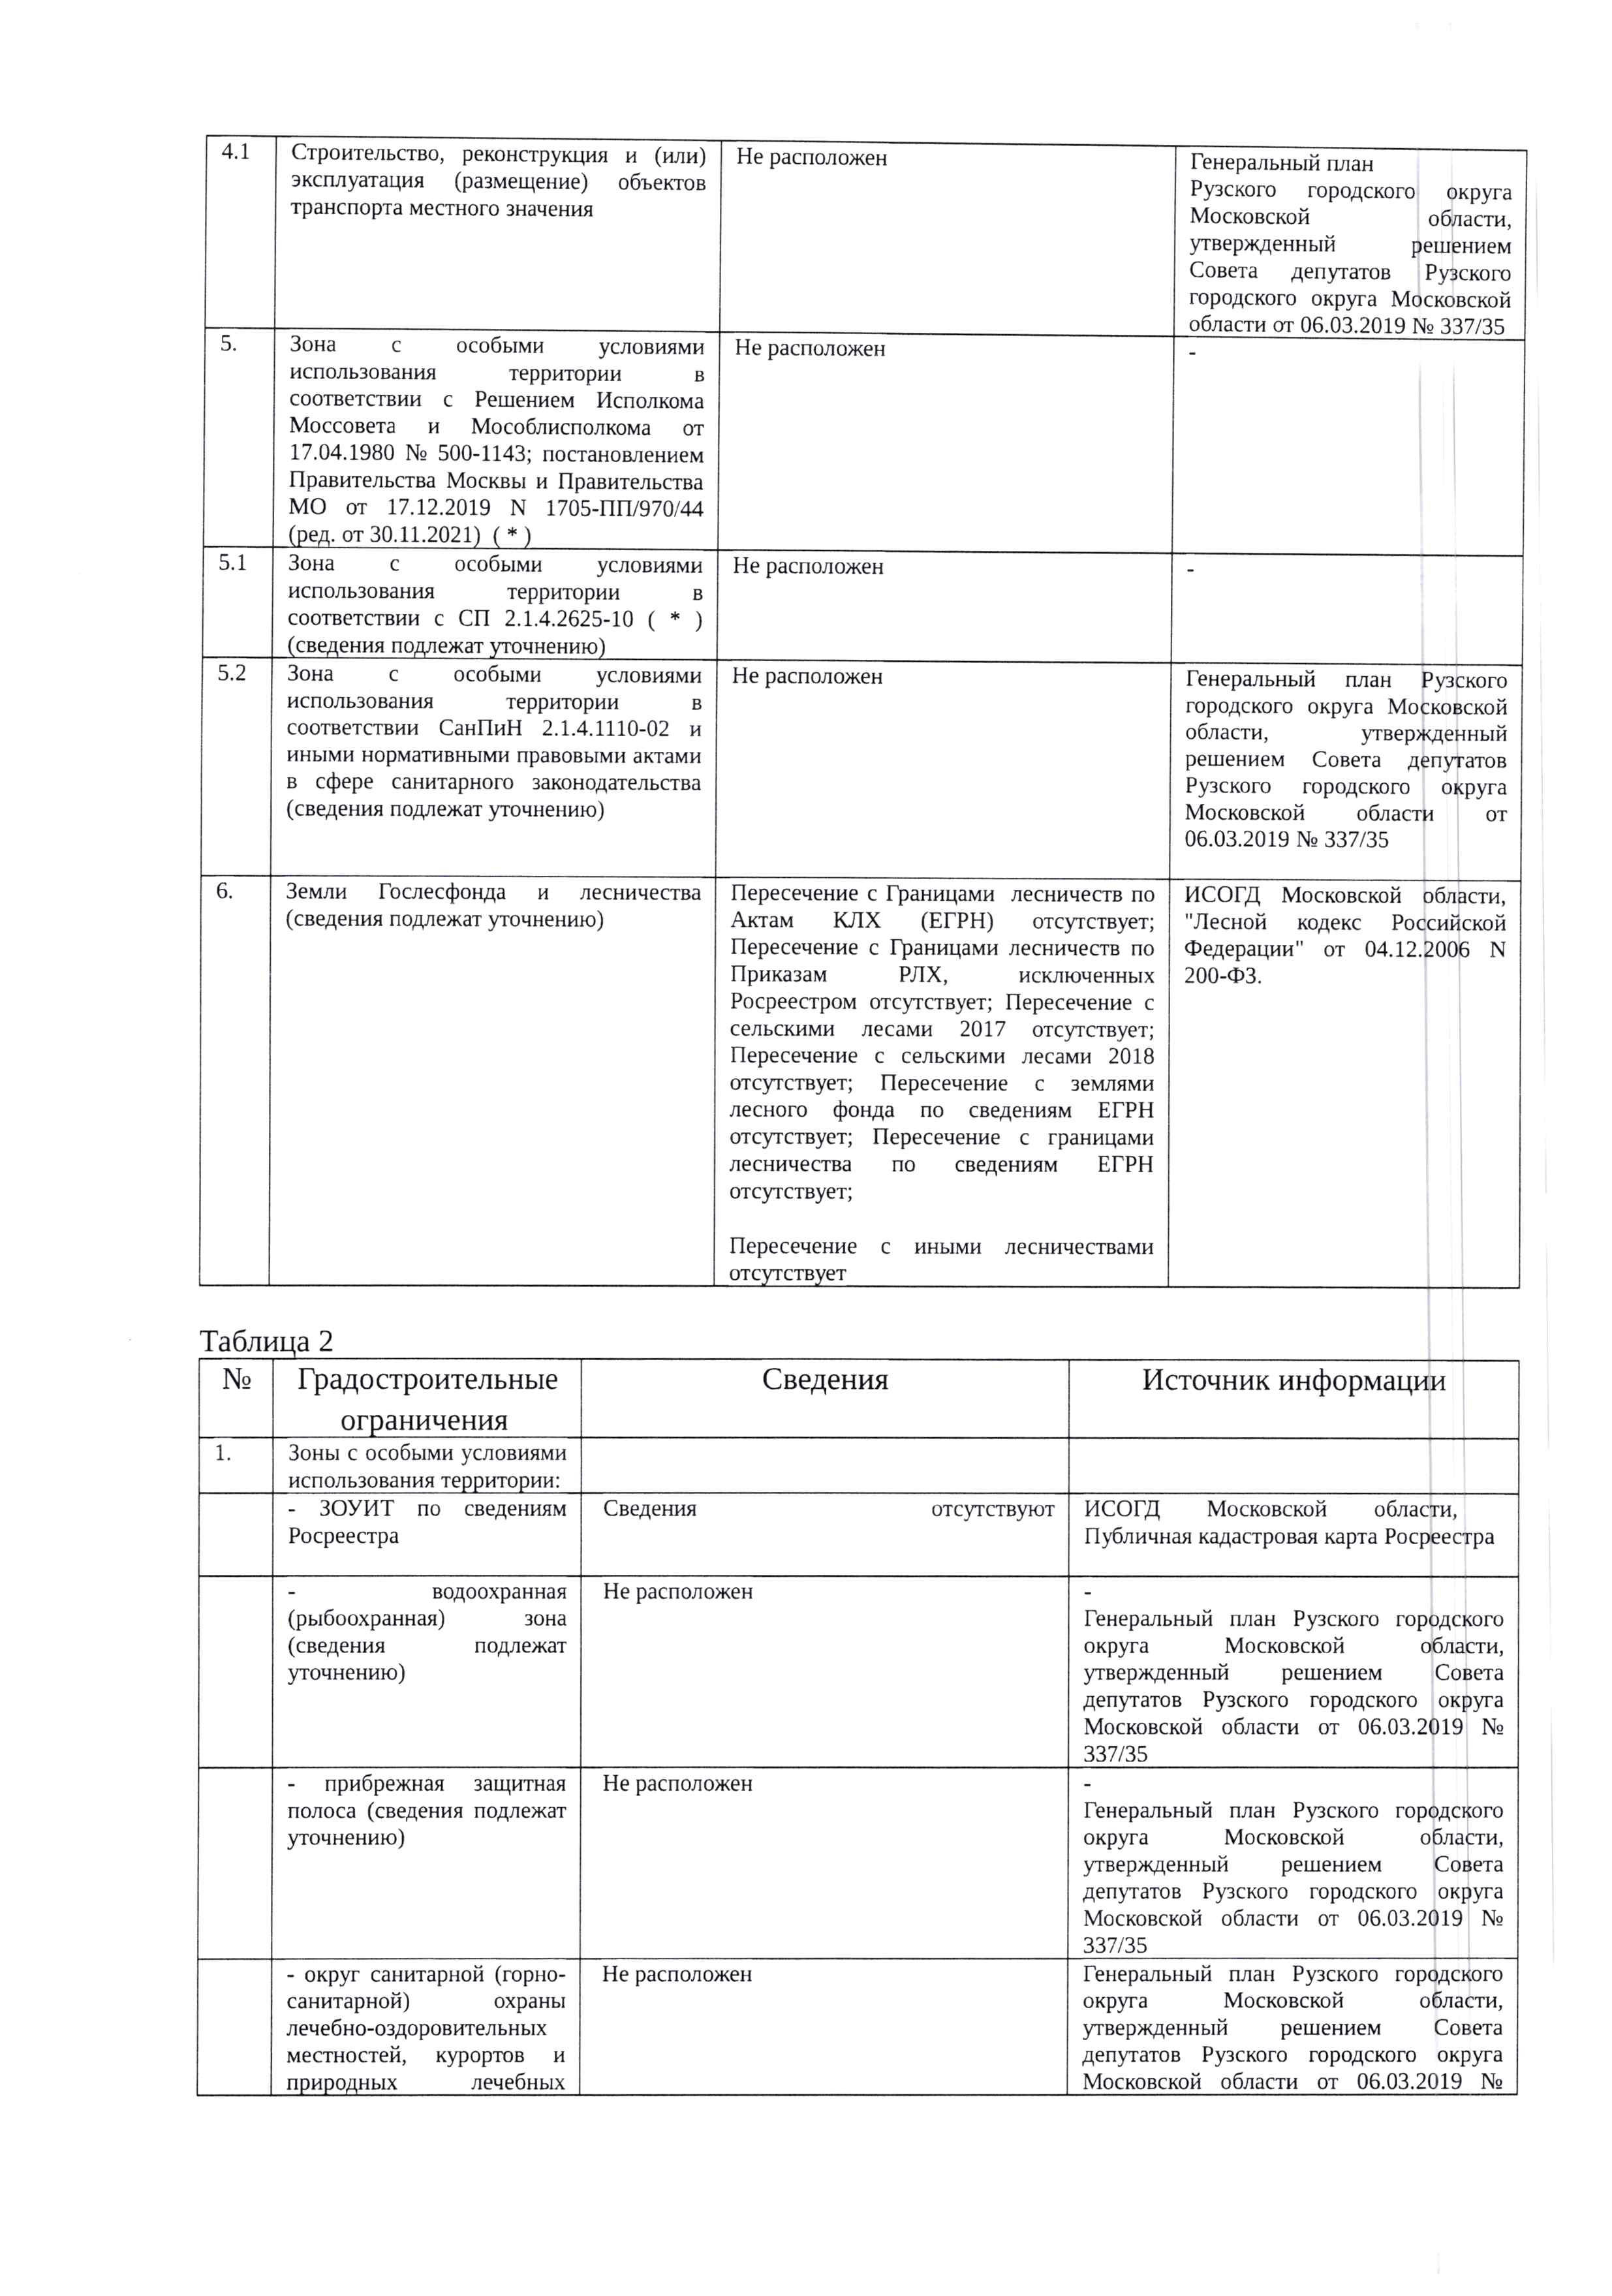 4.1
Строительство, реконструкция и (или)
эксплуатация (размещение) объектов
транспорта местного значения
Не расположен
Генеральный план
Рузского городского округа
Московской области,
утвержденный решением
Совета депутатов Рузского
городского округа Московской
области от 06.03.2019 № 337/35
5.
Зона с особыми условиями
использования территории в
соответствии с Решением Исполкома
Моссовета и Мособлисполкома от
17.04.1980 № 500-1143; постановлением
Правительства Москвы и Правительства
МО от 17.12.2019 N 1705-ПП/970/44
(ред. от 30.11.2021) ( * )
Не расположен
-
5.1
Зона с особыми условиями
использования территории в
соответствии с СП 2.1.4.2625-10 ( * )
(сведения подлежат уточнению)
Не расположен
-
5.2
Зона с особыми условиями
использования территории в
соответствии СанПиН 2.1.4.1110-02 и
иными нормативными правовыми актами
в сфере санитарного законодательства
(сведения подлежат уточнению)
Не расположен
Генеральный план Рузского
городского округа Московской
области, утвержденный
решением Совета депутатов
Рузского городского округа
Московской области от
06.03.2019 № 337/35
6.
Земли Гослесфонда и лесничества
(сведения подлежат уточнению)
Пересечение с Границами лесничеств по
Актам КЛХ (ЕГРН) отсутствует;
Пересечение с Границами лесничеств по
Приказам РЛХ, исключенных
Росреестром отсутствует; Пересечение с
сельскими лесами 2017 отсутствует;
Пересечение с сельскими лесами 2018
отсутствует; Пересечение с землями
лесного фонда по сведениям ЕГРН
отсутствует; Пересечение с границами
лесничества по сведениям ЕГРН
отсутствует;
Пересечение с иными лесничествами
отсутствует
ИСОГД Московской области,
"Лесной кодекс Российской
Федерации" от 04.12.2006 N
200-ФЗ.
Таблица 2
№
Градостроительные
ограничения
Сведения
Источник информации
1.
Зоны с особыми условиями
использования территории:
- ЗОУИТ по сведениям
Росреестра
Сведения отсутствуют
ИСОГД Московской области,
Публичная кадастровая карта Росреестра
- водоохранная
(рыбоохранная) зона
(сведения подлежат
уточнению)
Не расположен
-
Генеральный план Рузского городского
округа Московской области,
утвержденный решением Совета
депутатов Рузского городского округа
Московской области от 06.03.2019 №
337/35
- прибрежная защитная
полоса (сведения подлежат
уточнению)
Не расположен
-
Генеральный план Рузского городского
округа Московской области,
утвержденный решением Совета
депутатов Рузского городского округа
Московской области от 06.03.2019 №
337/35
- округ санитарной (горно-
санитарной) охраны
лечебно-оздоровительных
местностей, курортов и
природных лечебных
Не расположен
Генеральный план Рузского городского
округа Московской области,
утвержденный решением Совета
депутатов Рузского городского округа
Московской области от 06.03.2019 №